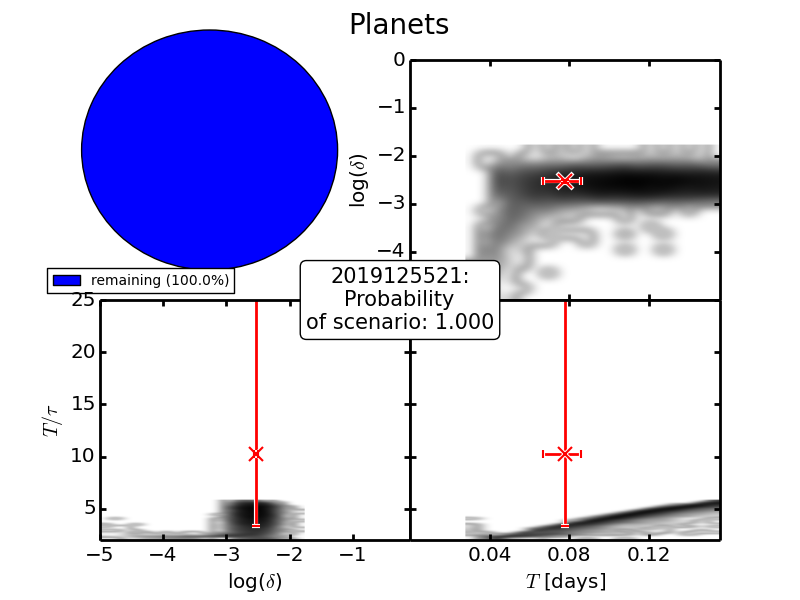 Planets
remaining (100.0%)
0
−1
−2
−3
−4
log(δ)
2019125521:
Probability
of scenario: 1.000
25
20
15
10
5
T/τ
−5
−4
−3
−2
−1
log(δ)
0.04
0.08
0.12
T [days]